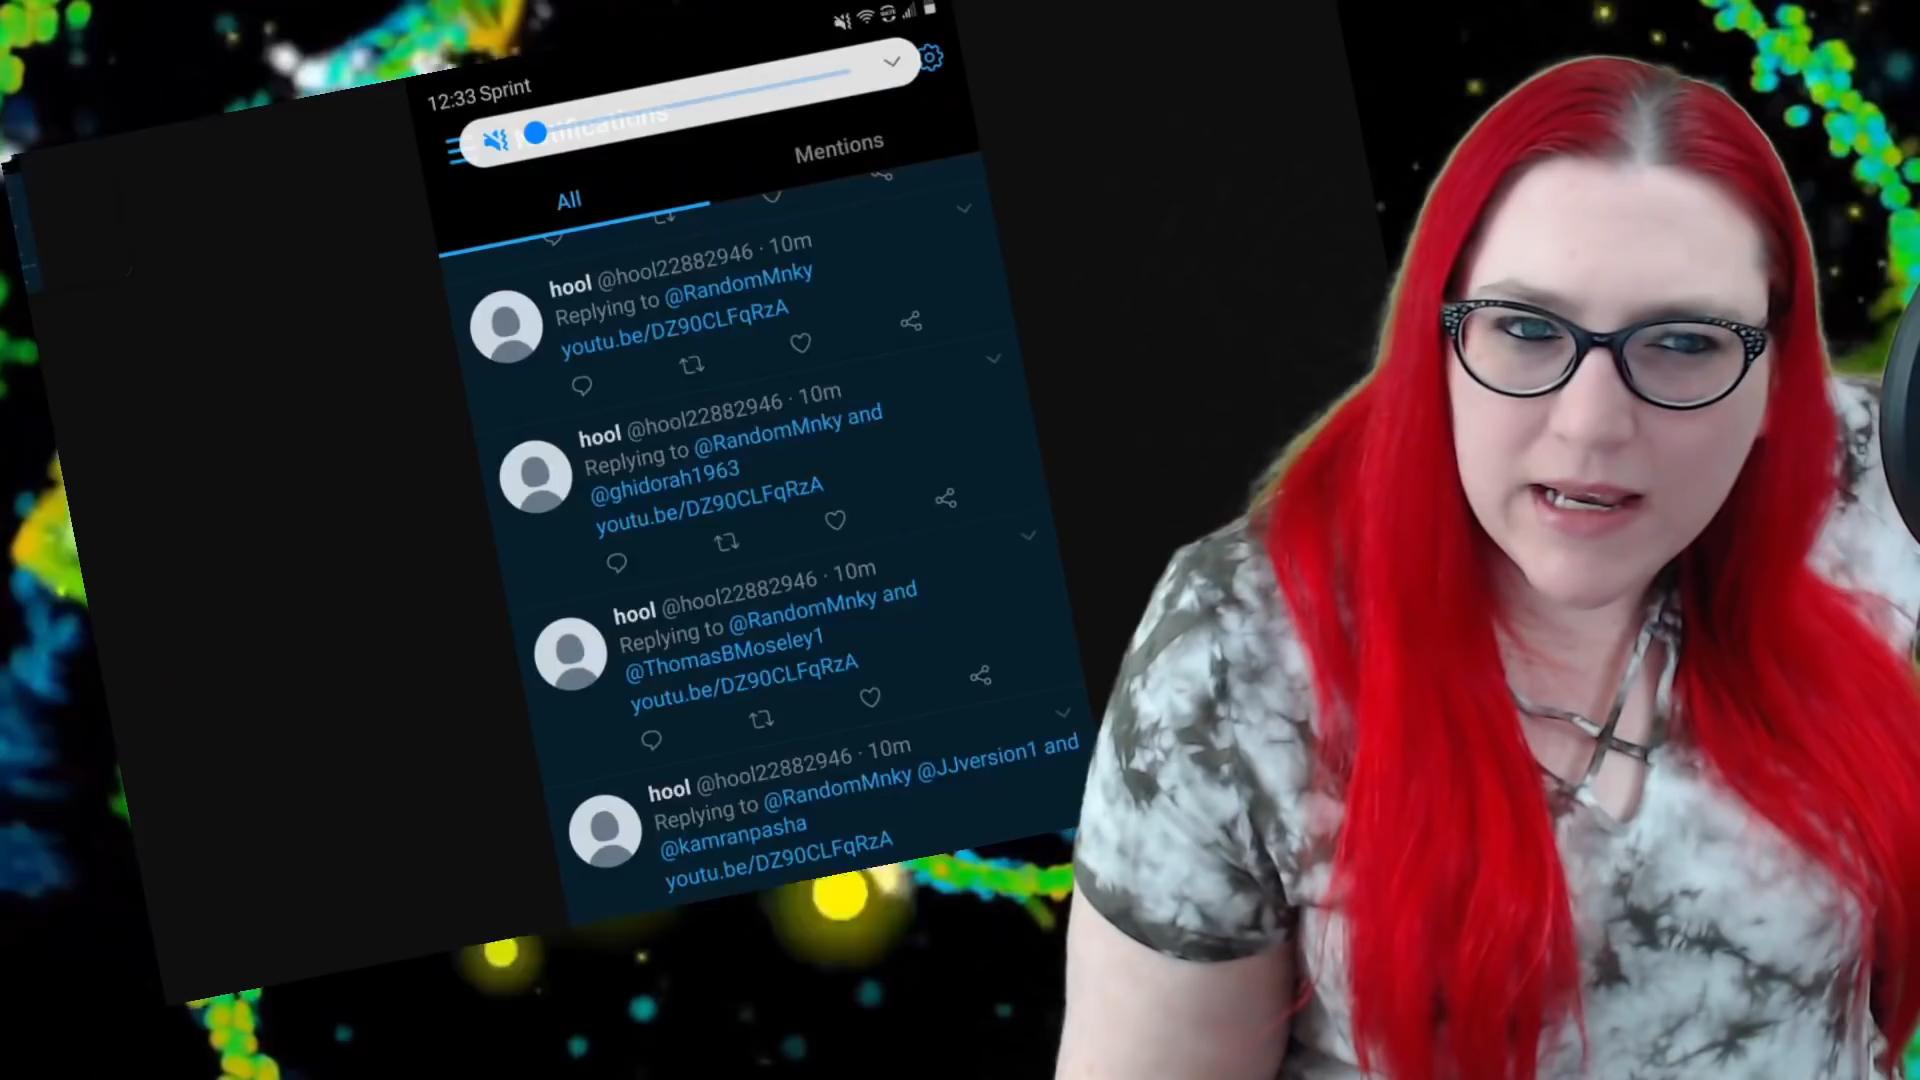 12:33 Sprint
Notifications
All
Mentions
hool @hool22882946 · 10m
Replying to @RandomMnky
youtu.be/DZ90CLFqRzA
hool @hool22882946 · 10m
Replying to @RandomMnky and
@ghidorah1963
youtu.be/DZ90CLFqRzA
hool @hool22882946 · 10m
Replying to @RandomMnky and
@ThomasBMoseley1
youtu.be/DZ90CLFqRzA
hool @hool22882946 · 10m
Replying to @RandomMnky @JJversion1 and
@kamranpasha
youtu.be/DZ90CLFqRzA